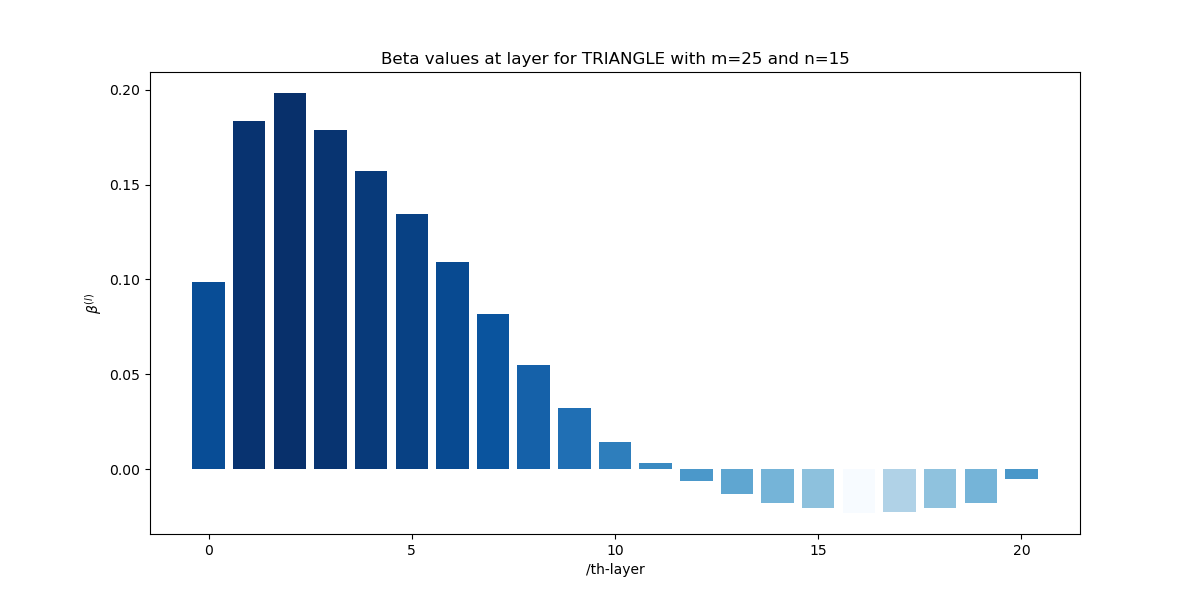 Beta values at layer for TRIANGLE with m=25 and n=15
0.20
0.15
0.10
0.05
0.00
β^(l)
0 5 10 15 20
/th-layer